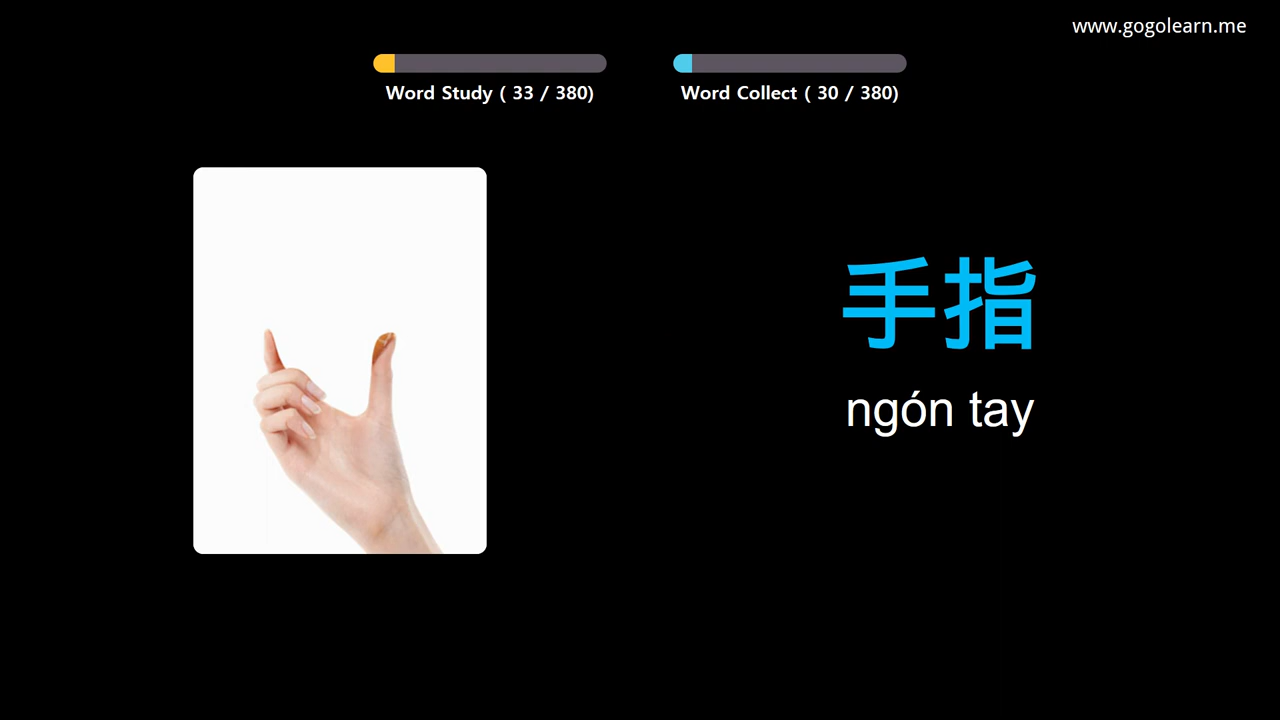 www.gogolearn.me
Word Study ( 33 / 380)
Word Collect ( 30 / 380)
手指
ngón tay